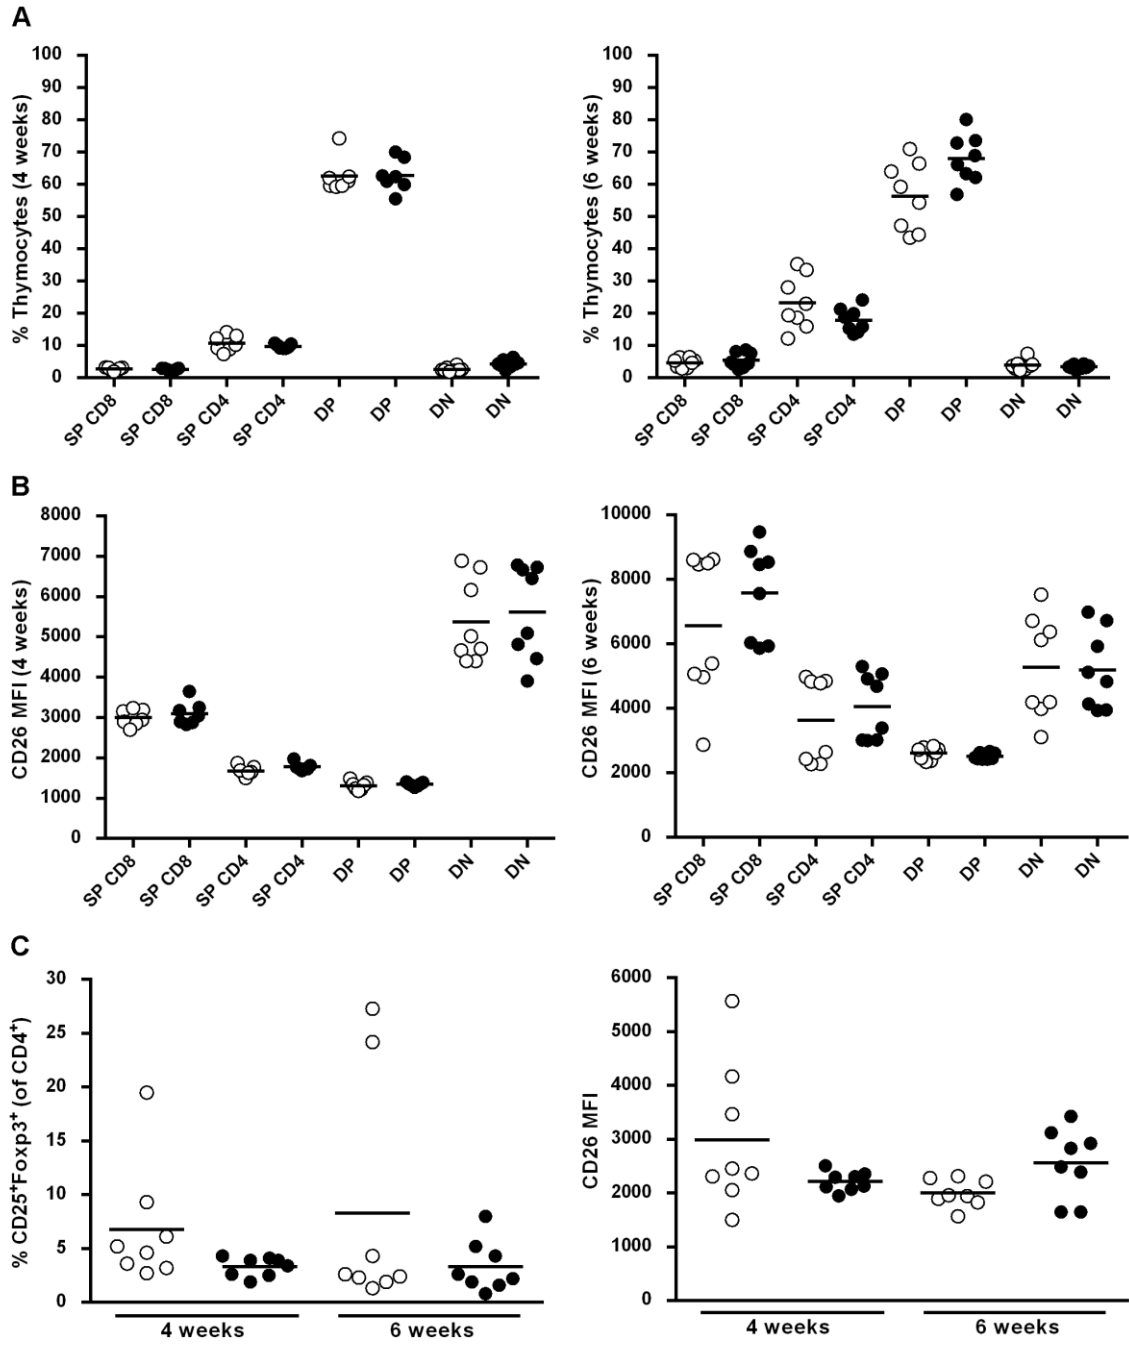 A
% Thymocytes (4 weeks)
100
90
80
70
60
50
40
30
20
10
0
SP CD8
SP CD8
SP CD4
SP CD4
DP
DP
DN
DN
% Thymocytes (6 weeks)
100
90
80
70
60
50
40
30
20
10
0
SP CD8
SP CD8
SP CD4
SP CD4
DP
DP
DN
DN
B
CD26 MFI (4 weeks)
8000
7000
6000
5000
4000
3000
2000
1000
0
SP CD8
SP CD8
SP CD4
SP CD4
DP
DP
DN
DN
CD26 MFI (6 weeks)
10000
8000
6000
4000
2000
0
SP CD8
SP CD8
SP CD4
SP CD4
DP
DP
DN
DN
C
% CD25⁺Foxp3⁺ (of CD4⁺)
30
25
20
15
10
5
0
4 weeks
6 weeks
CD26 MFI
6000
5000
4000
3000
2000
1000
0
4 weeks
6 weeks